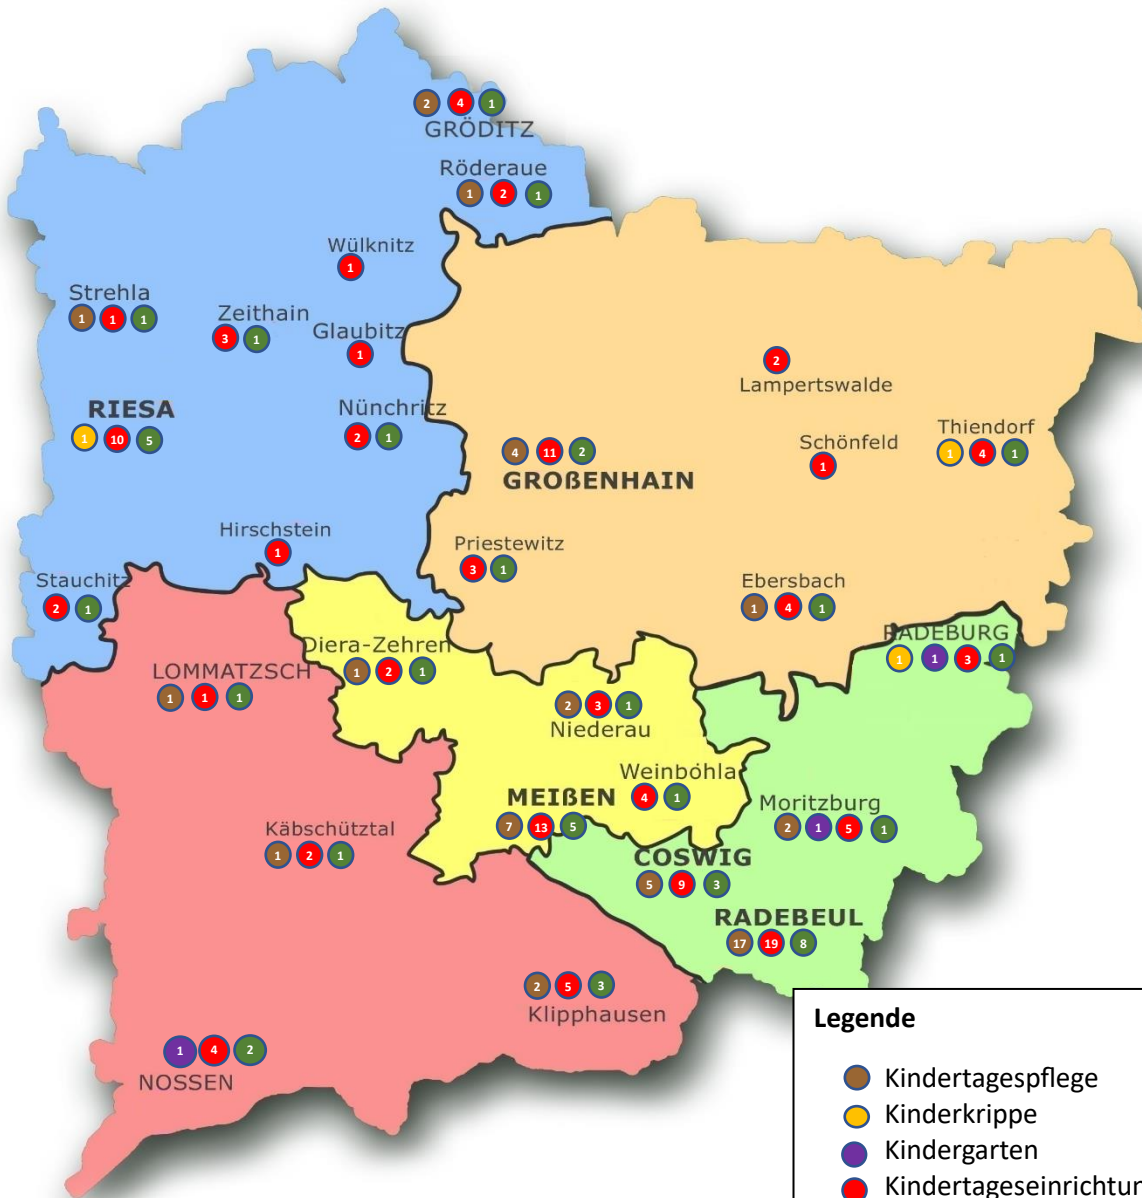 2 4 1
GRÖDITZ
Röderaue
1 2 1
Wülknitz
1
Strehla
1 1 1
Zeithain
3 1
Glaubitz
1
RIESA
1 10 5
Nünchritz
2 1
Hirschstein
1
Stauchitz
2 1
2
Lampertswalde
Schönfeld
1
Thiendorf
1 4 1
4 11 2
GROßENHAIN
Priestewitz
3 1
Ebersbach
1 4 1
RADEBURG
1 1 3 1
Diera-Zehren
1 2 1
LOMMATZSCH
1 1 1
2 3 1
Niederau
Weinböhla
4 1
MEIßEN
7 13 5
Moritzburg
2 1 5 1
Käbschütztal
1 2 1
COSWIG
5 9 3
RADEBEUL
17 19 8
2 5 3
Klipphausen
1 4 2
NOSSEN
Legende
Kindertagespflege
Kinderkrippe
Kindergarten